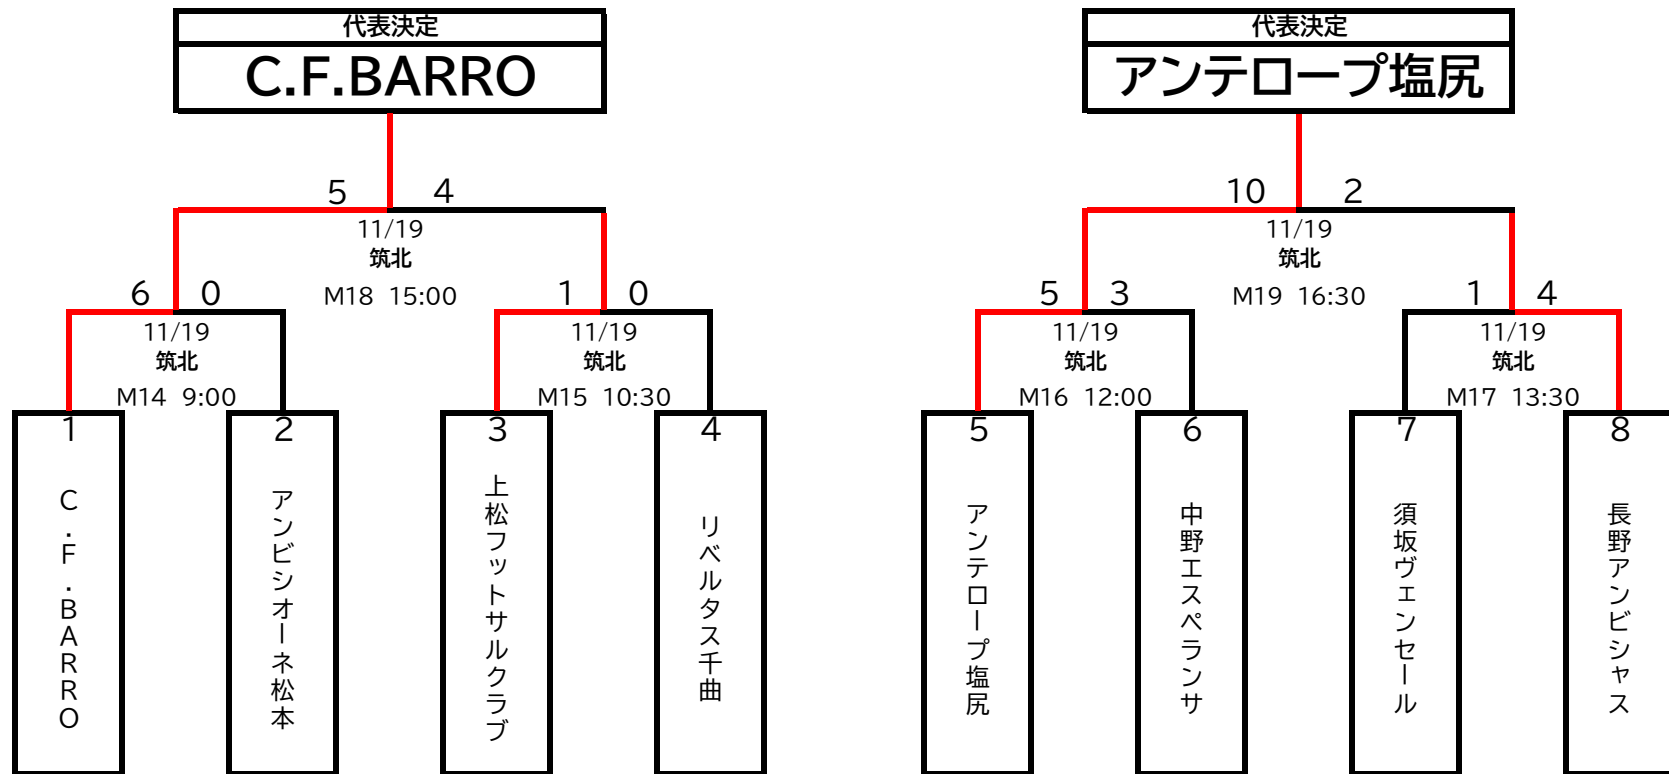 代表決定
C.F.BARRO
5 4
11/19
筑北
M18 15:00
6 0
11/19
筑北
M14 9:00
1 0
11/19
筑北
M15 10:30
1
C.F.BARRO
2
アンビシオーネ松本
3
上松フットサルクラブ
4
リベルタス千曲
代表決定
アンテロープ塩尻
10 2
11/19
筑北
M19 16:30
5 3
11/19
筑北
M16 12:00
1 4
11/19
筑北
M17 13:30
5
アンテロープ塩尻
6
中野エスペランサ
7
須坂ヴェンセール
8
長野アンビシャス